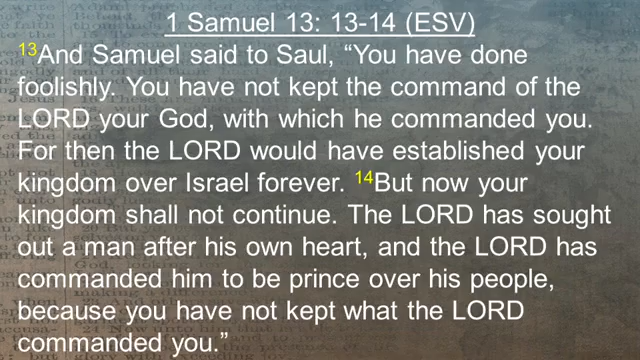 1 Samuel 13: 13-14 (ESV)
13And Samuel said to Saul, “You have done
foolishly. You have not kept the command of the
LORD your God, with which he commanded you.
For then the LORD would have established your
kingdom over Israel forever. 14But now your
kingdom shall not continue. The LORD has sought
out a man after his own heart, and the LORD has
commanded him to be prince over his people,
because you have not kept what the LORD
commanded you.”